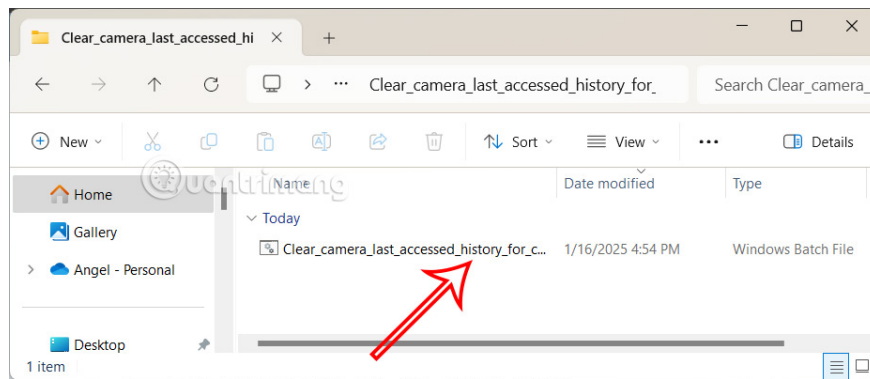 Clear_camera_last_accessed_hi
Clear_camera_last_accessed_history_for_
Search Clear_camera_
New
Sort
View
Details
Quantrimang
Name
Date modified
Type
Home
Today
Gallery
Clear_camera_last_accessed_history_for_c...
1/16/2025 4:54 PM
Windows Batch File
Angel - Personal
Desktop
1 item